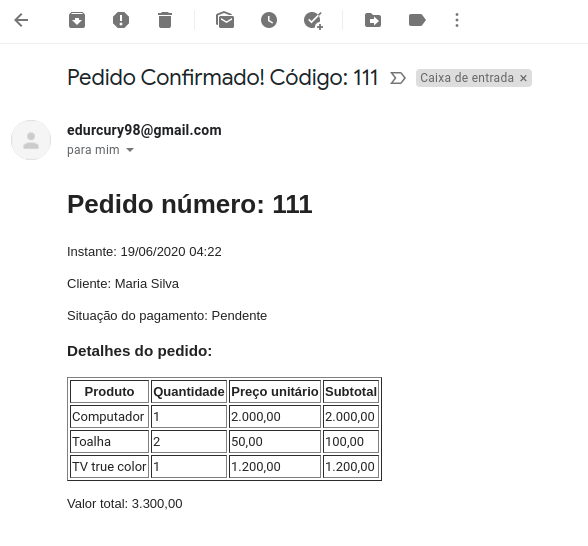 Pedido Confirmado! Código: 111 Caixa de entrada ×
edurcury98@gmail.com
para mim
Pedido número: 111
Instante: 19/06/2020 04:22
Cliente: Maria Silva
Situação do pagamento: Pendente
Detalhes do pedido:
Produto Quantidade Preço unitário Subtotal
Computador 1 2.000,00 2.000,00
Toalha 2 50,00 100,00
TV true color 1 1.200,00 1.200,00
Valor total: 3.300,00